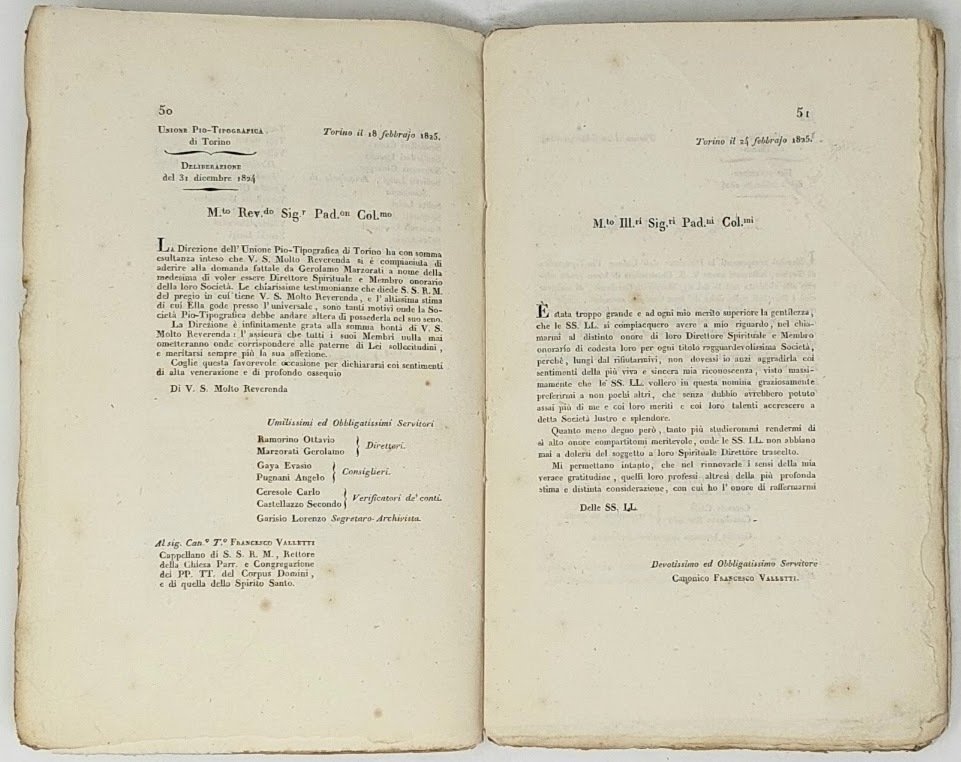 50
UNIONE PIO-TIPOGRAFICA
di Torino
Torino il 18 febbrajo 1825.
DELIBERAZIONE
del 31 dicembre 1824
M.to Rev.do Sig.r Pad.on Col.mo
LA Direzione dell'Unione Pio-Tipografica di Torino ha con somma
esultanza inteso che V. S. Molto Reverenda si è compiaciuta di
aderire alla domanda fattale da Gerolamo Marzorati a nome della
medesima di voler essere Direttore Spirituale e Membro onorario
della loro Società. Le chiarissime testimonianze che diede S. S. R. M.
del pregio in cui tiene V. S. Molto Reverenda, e l'altissima stima
di cui Ella gode presso l'universale, sono tanti motivi onde la So-
cietà Pio-Tipografica debbe andare altera di possederla nel suo seno.
La Direzione è infinitamente grata alla somma bontà di V. S.
Molto Reverenda: l'assicura che tutti i suoi Membri nulla mai
ometteranno onde corrispondere alle paterne di Lei sollecitudini,
e meritarsi sempre più la sua affezione.
Coglie questa favorevole occasione per dichiararsi coi sentimenti
di alta venerazione e di profondo ossequio
Di V. S. Molto Reverenda
Umilissimi ed Obbligatissimi Servitori
Ramorino Ottavio
Marzorati Gerolamo
Direttori.
Gaya Evasio
Pugnani Angelo
Consiglieri.
Ceresole Carlo
Castellazzo Secondo
Verificatori de' conti.
Garisio Lorenzo Segretaro-Archivista.
Al sig. Can.º T.º FRANCESCO VALLETTI
Cappellano di S. S. R. M., Rettore
della Chiesa Parr. e Congregazione
dei PP. TT. del Corpus Domini,
e di quella dello Spirito Santo.
51
Torino il 24 febbrajo 1825.
M.to Ill.ri Sig.ri Pad.ni Col.mi
È stata troppo grande e ad ogni mio merito superiore la gentilezza,
che le SS. LL. si compiacquero avere a mio riguardo, nel chia-
marmi al distinto onore di loro Direttore Spirituale e Membro
onorario di codesta loro per ogni titolo ragguardevolissima Società,
perchè, lungi dal rifiutarnivi, non dovessi io anzi aggradirla coi
sentimenti della più viva e sincera mia riconoscenza, visto massi-
mamente che le SS. LL. vollero in questa nomina graziosamente
preferirmi a non pochi altri, che senza dubbio avrebbero potuto
assai più di me e coi loro meriti e coi loro talenti accrescere a
detta Società lustro e splendore.
Quanto meno degno però, tanto più studierommi rendermi di
sì alto onore compartitomi meritevole, onde le SS. LL. non abbiano
mai a dolersi del soggetto a loro Spirituale Direttore trascelto.
Mi permettano intanto, che nel rinnovarle i sensi della mia
verace gratitudine, quelli loro professi altresì della più profonda
stima e distinta considerazione, con cui ho l'onore di raffermarmi
Delle SS. LL.
Devotissimo ed Obbligatissimo Servitore
Canonico FRANCESCO VALLETTI.